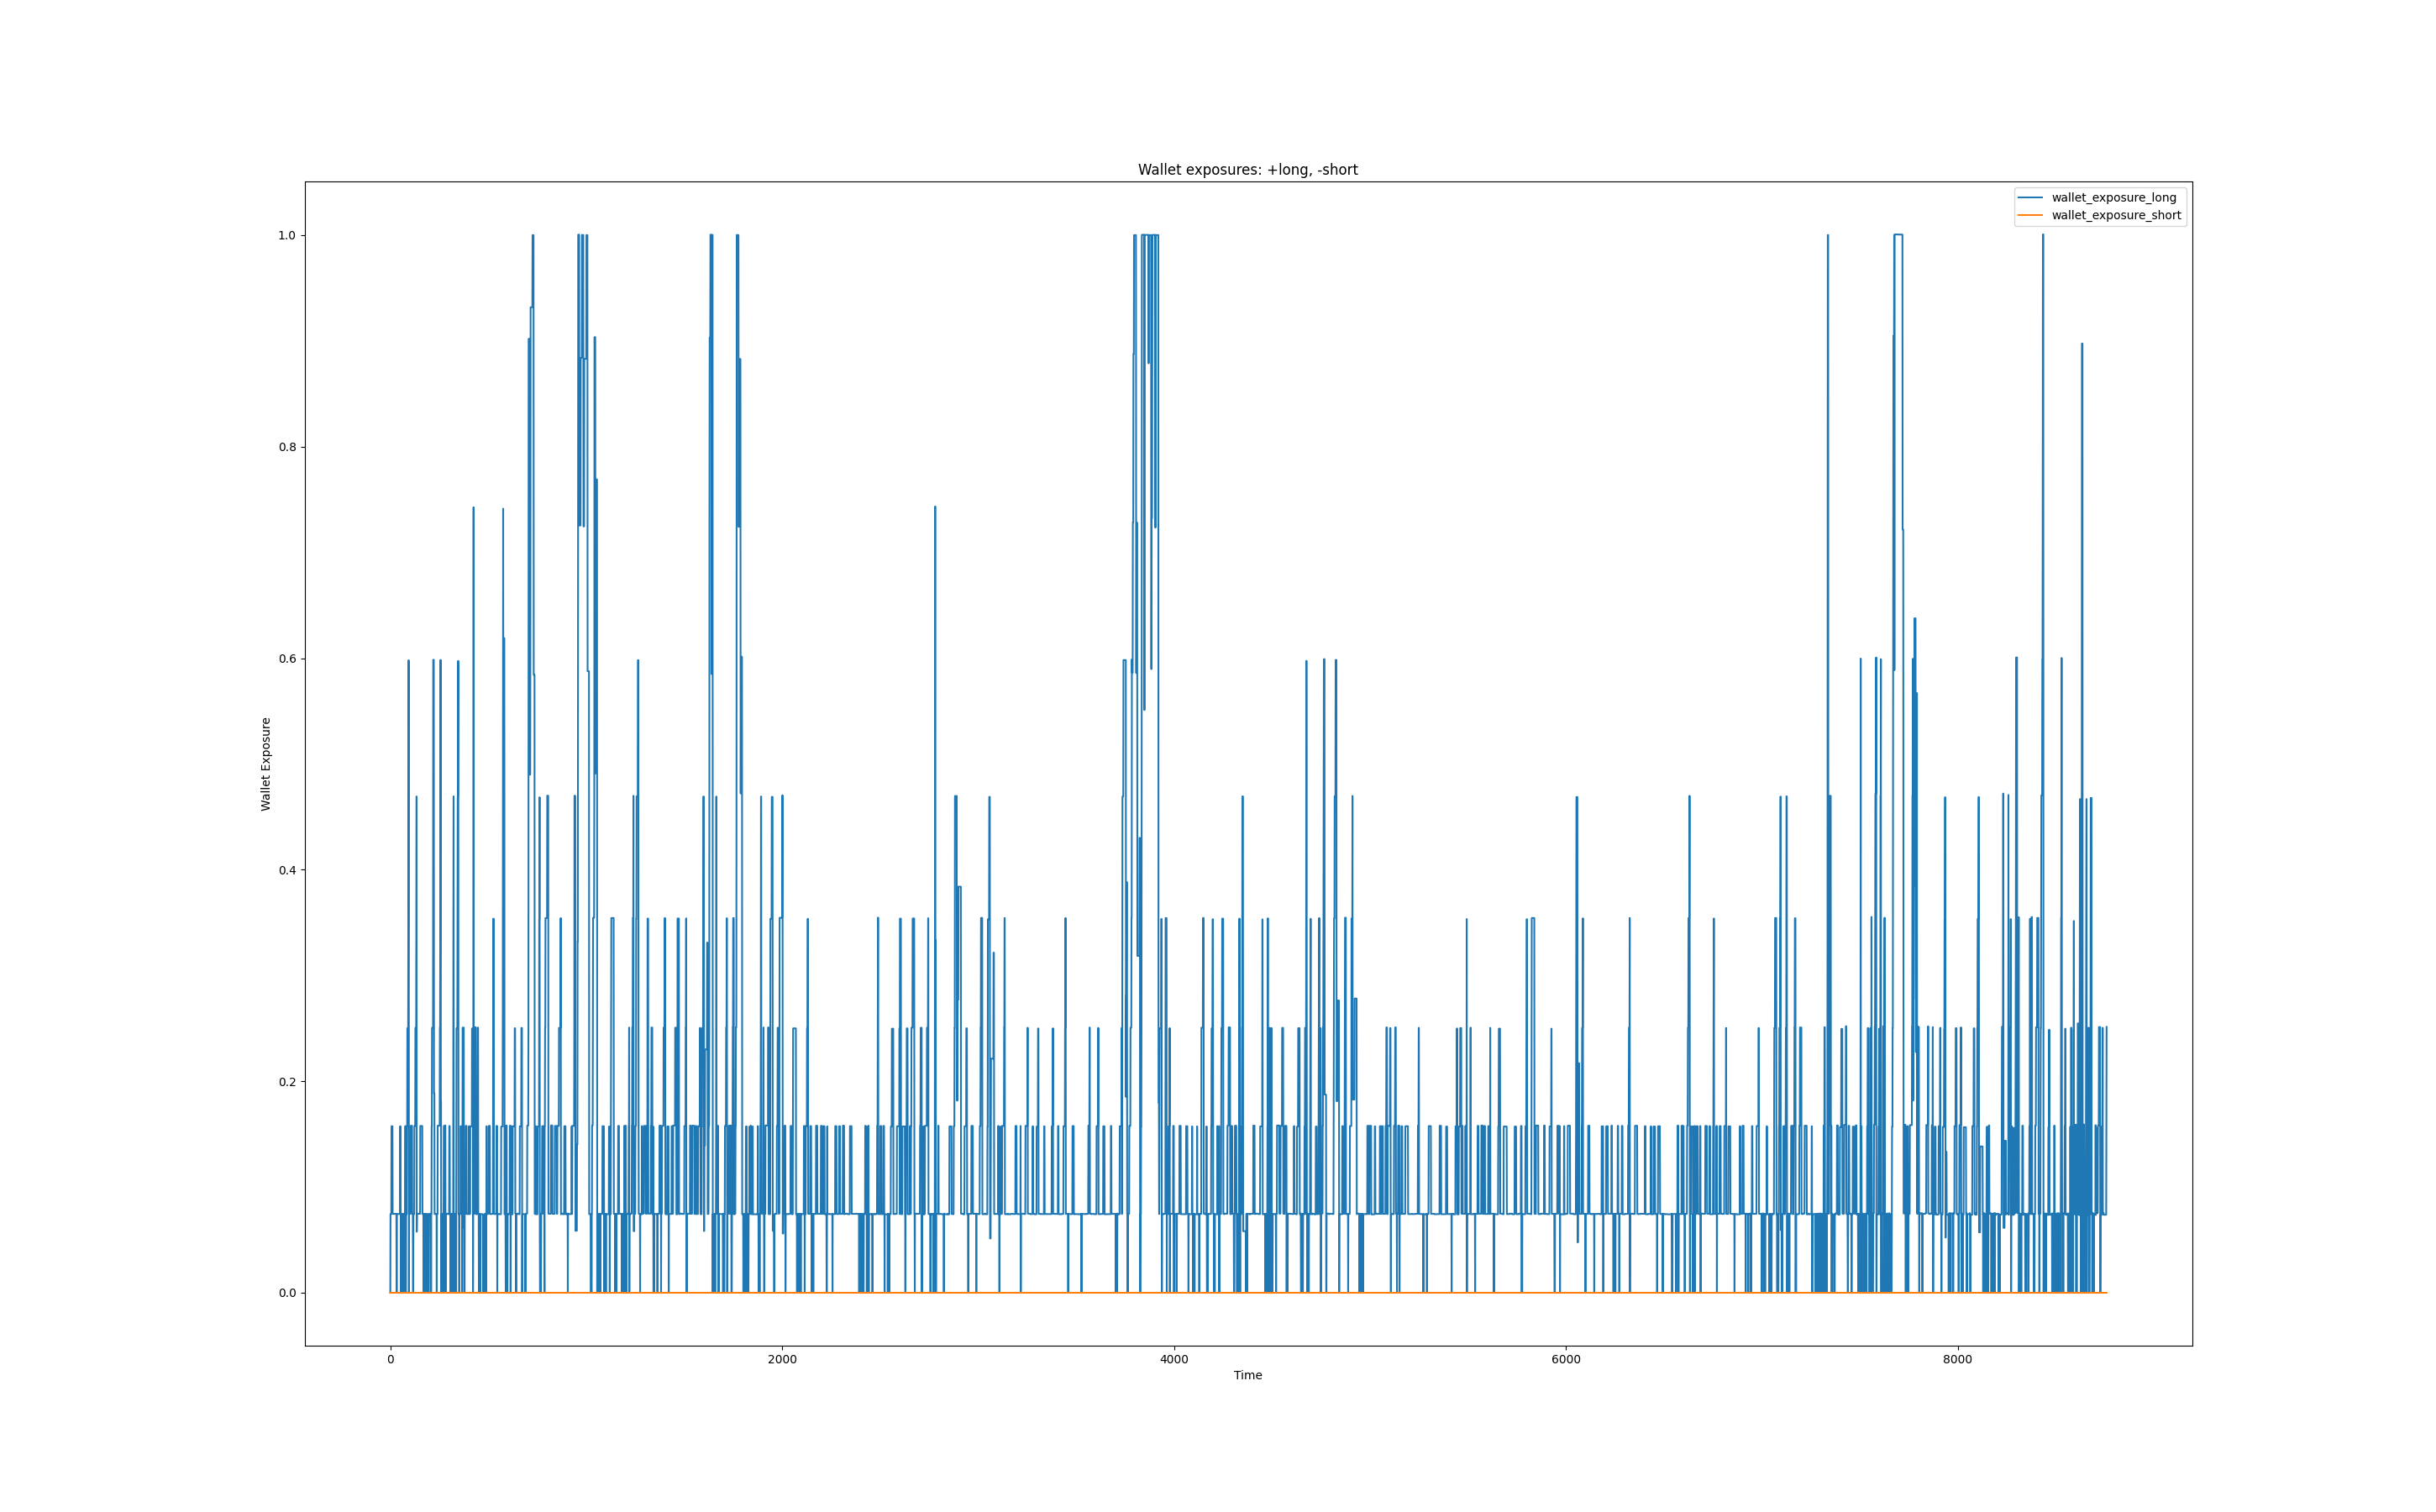 Wallet exposures: +long, -short
wallet_exposure_long
wallet_exposure_short
1.0
0.8
0.6
0.4
0.2
0.0
Wallet Exposure
0 2000 4000 6000 8000
Time